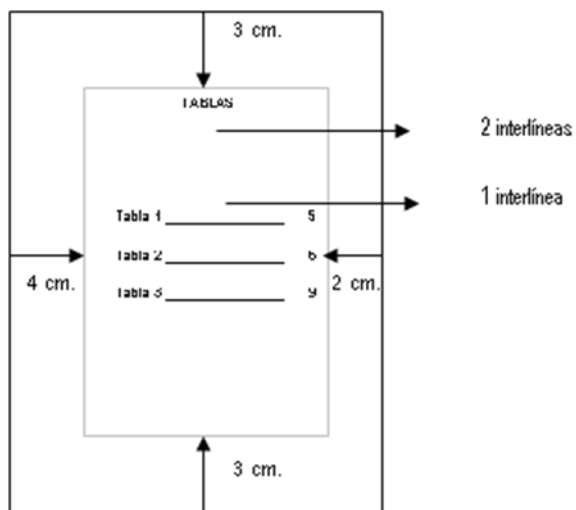 3 cm.
TABLAS
2 interlíneas
1 interlínea
Tabla 1 5
Tabla 2 6
4 cm. 2 cm.
Tabla 3 9
3 cm.